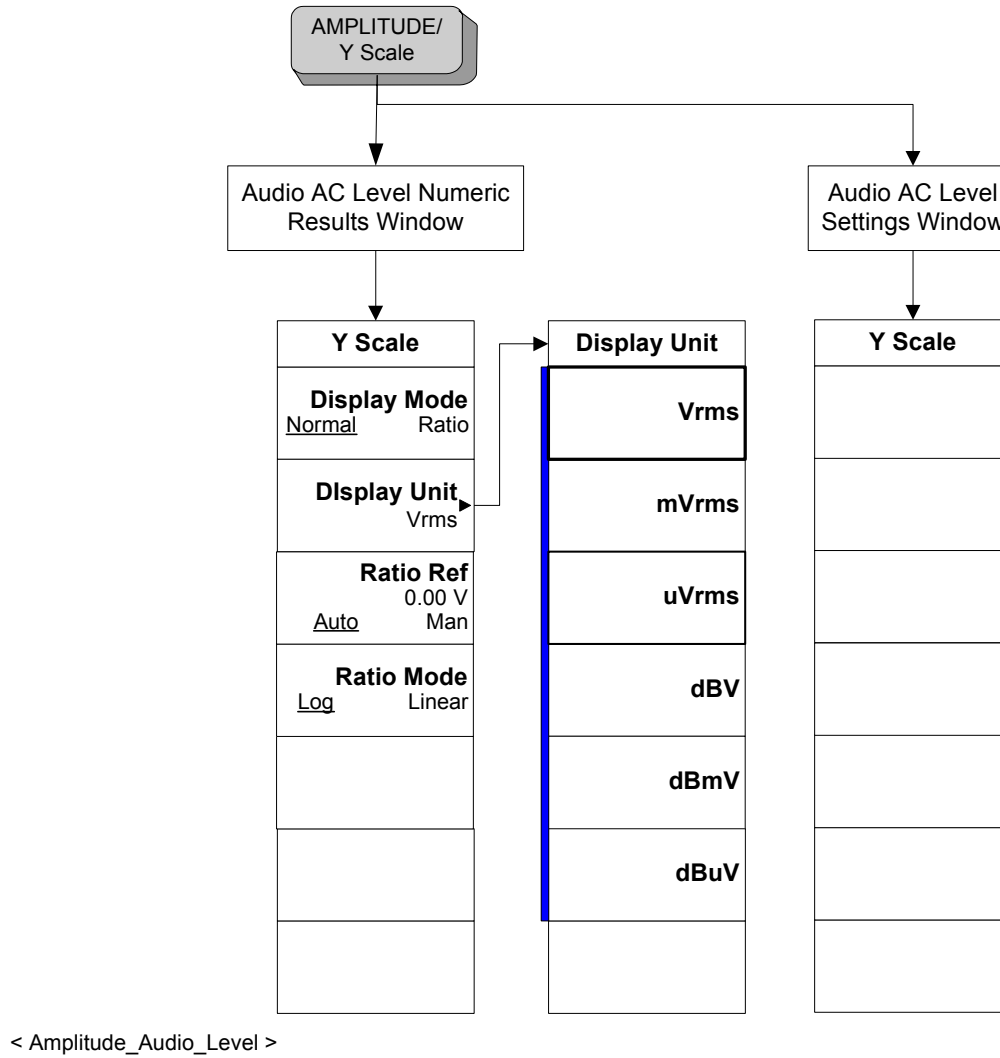 AMPLITUDE/
Y Scale
Audio AC Level Numeric
Results Window
Audio AC Level
Settings Window
Y Scale
Display Mode
Normal Ratio
DIsplay Unit
Vrms
Ratio Ref
0.00 V
Auto Man
Ratio Mode
Log Linear
Display Unit
Vrms
mVrms
uVrms
dBV
dBmV
dBuV
Y Scale
< Amplitude_Audio_Level >